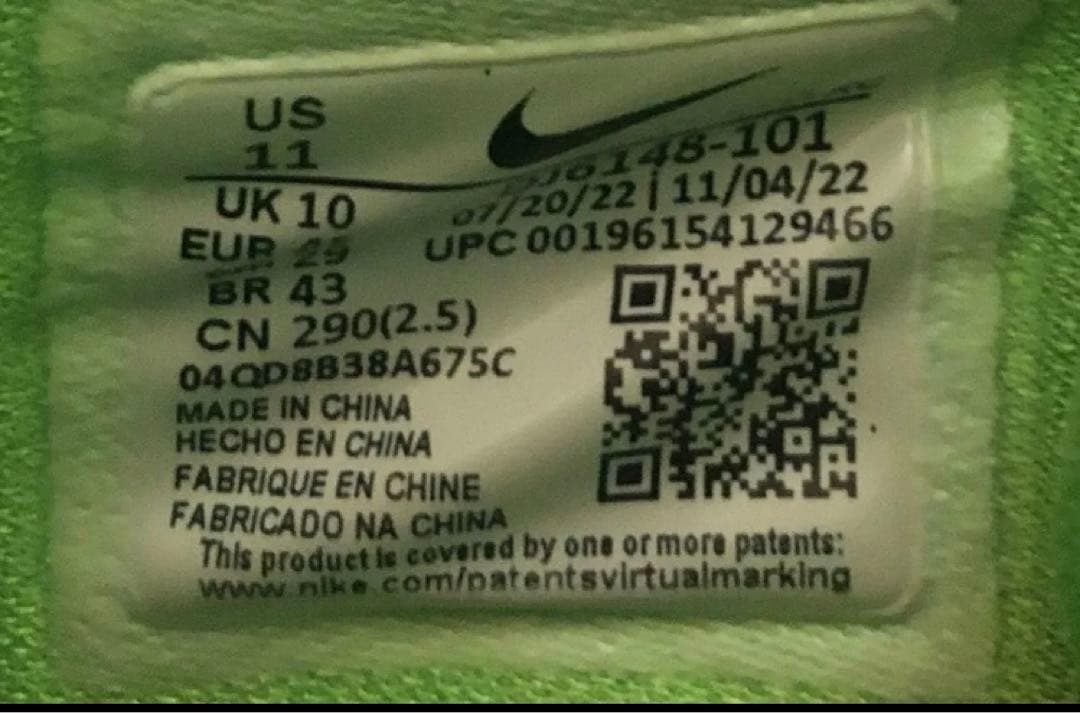 US
11
UK 10
EUR
BR 43
CN 290(2.5)
04QD8B38A675C
MADE IN CHINA
HECHO EN CHINA
FABRIQUE EN CHINE
FABRICADO NA CHINA
07/20/22 | 11/04/22
UPC 00196154129466
This product is covered by one or more patents:
www.nike.com/patentsvirtualmarking